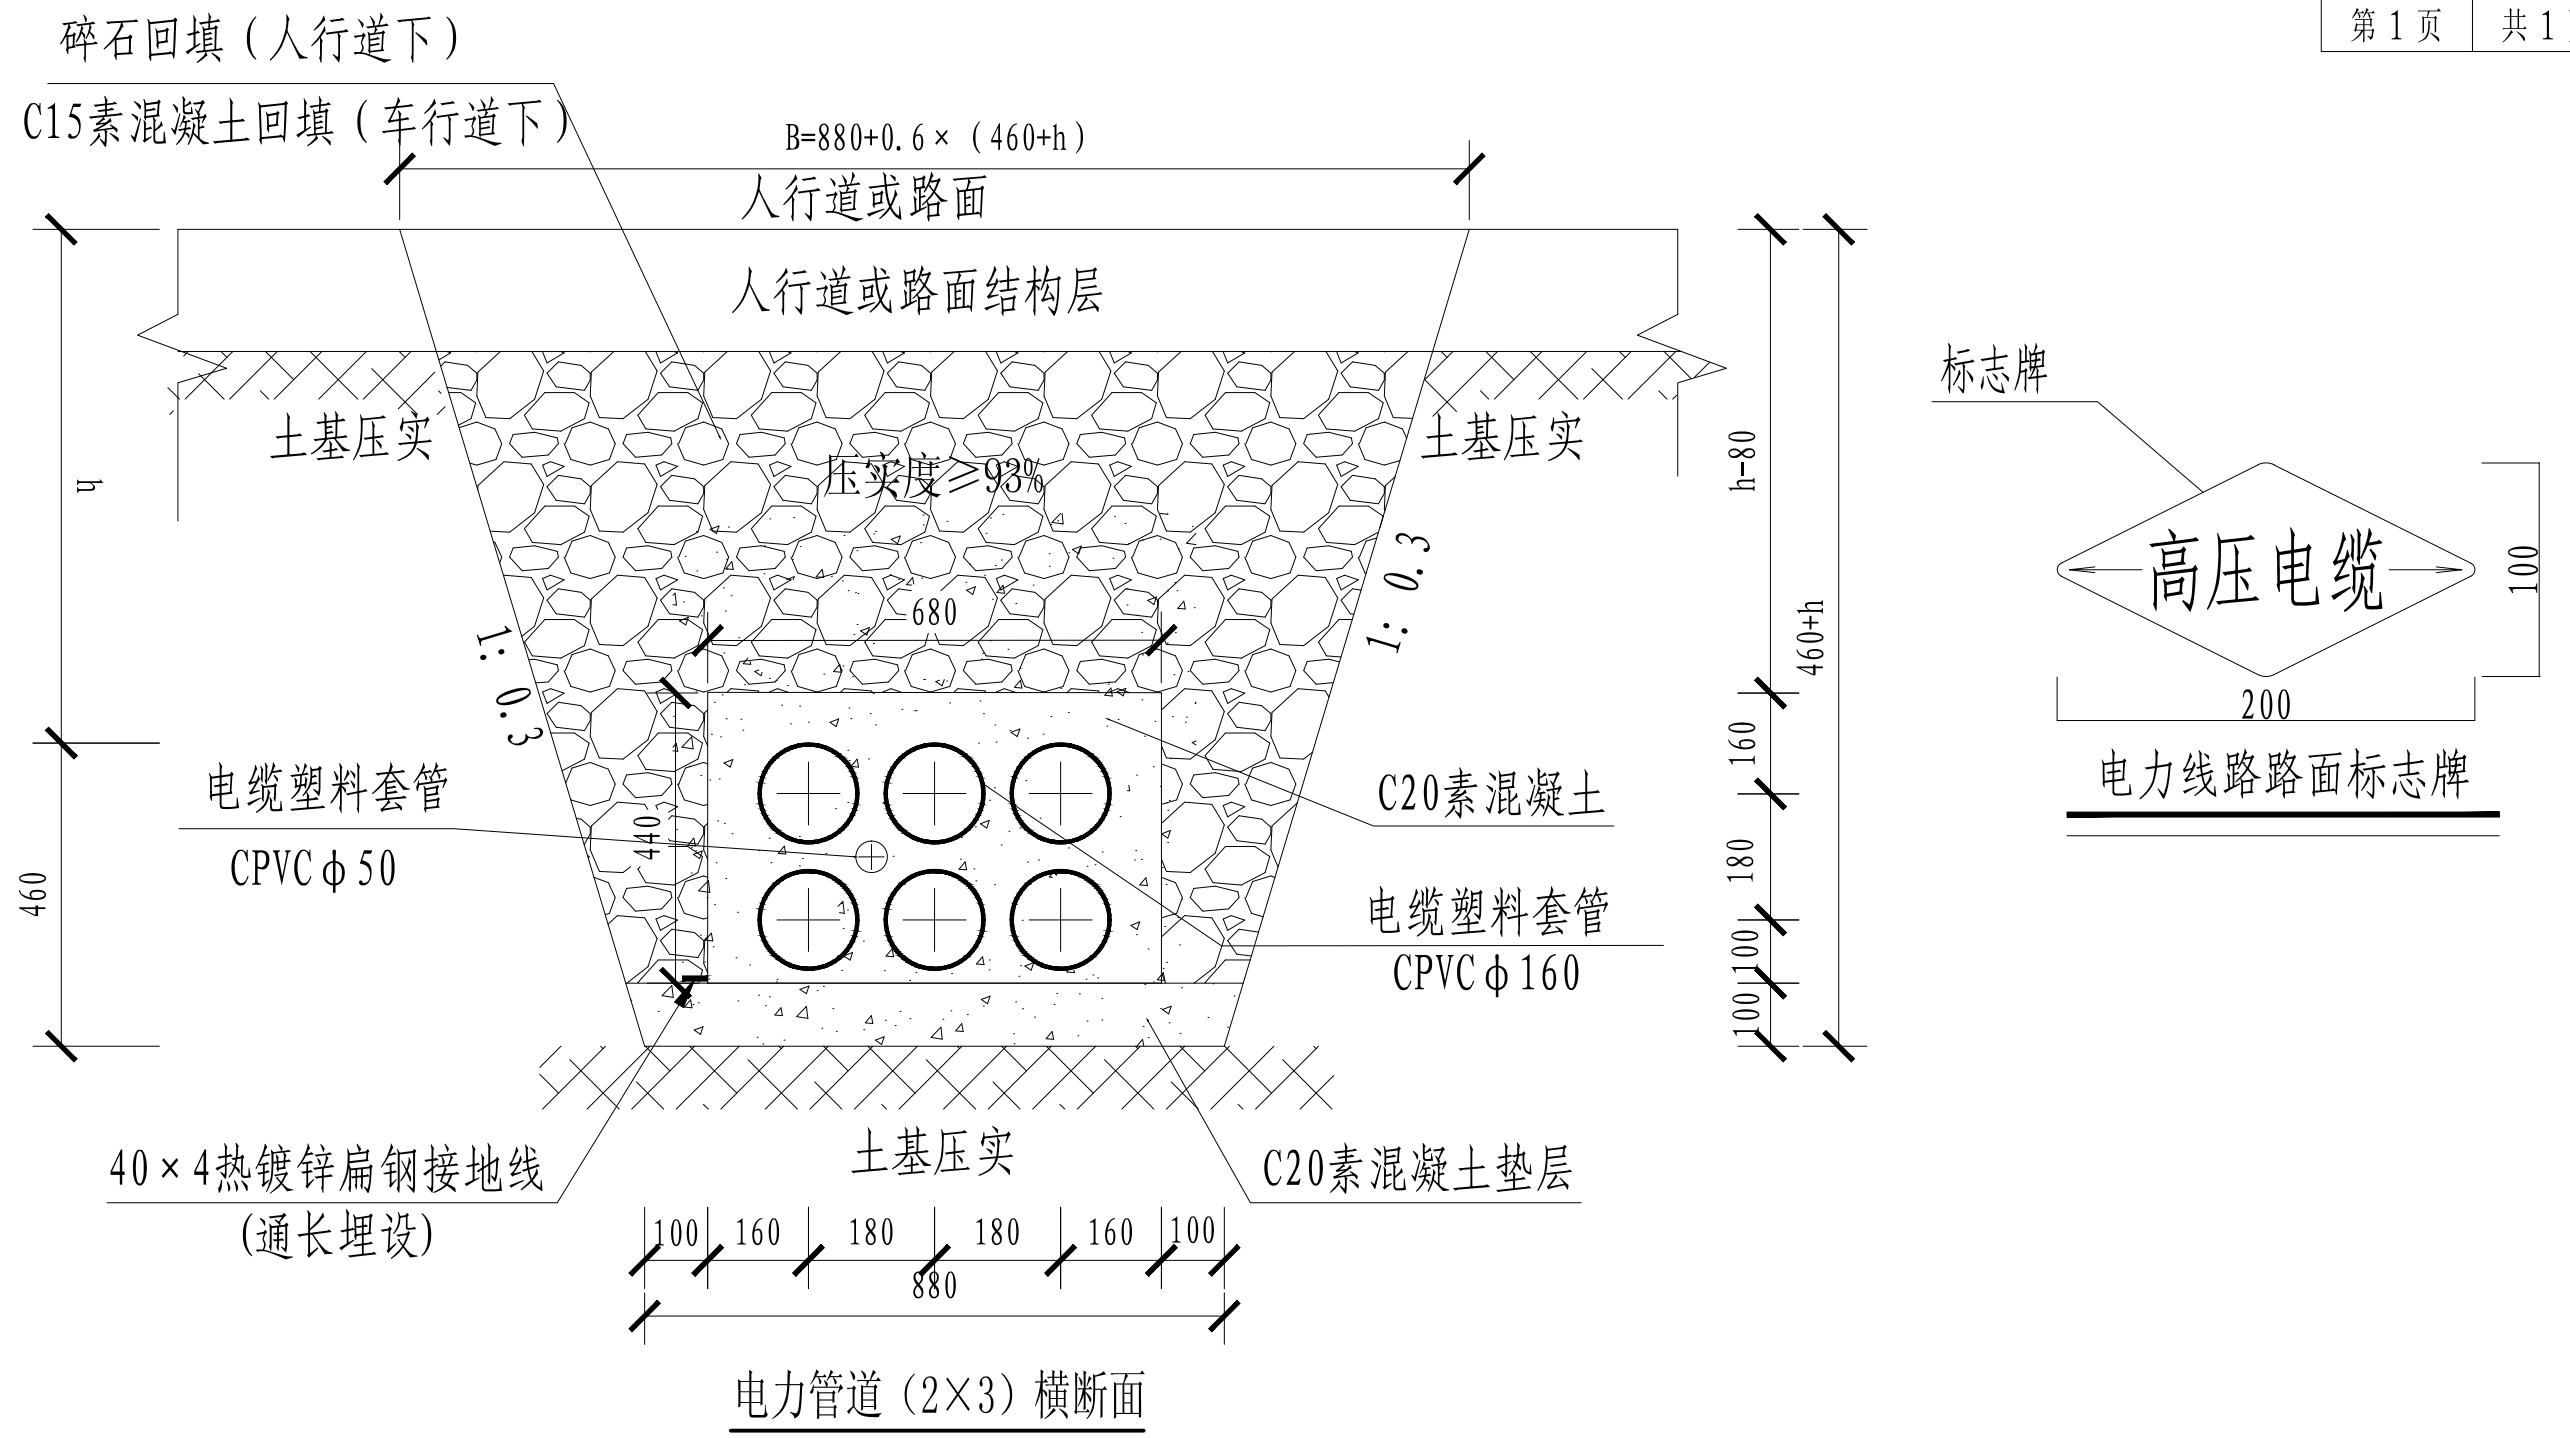 第 1 页 共 1
碎石回填（人行道下）
C15素混凝土回填（车行道下）
B=880+0.6×（460+h）
人行道或路面
人行道或路面结构层
土基压实
土基压实
压实度≥93%
h
460
1: 0.3
1: 0.3
680
440
h-80
160
180
100
100
460+h
标志牌
高压电缆
100
200
电力线路路面标志牌
电缆塑料套管
CPVCφ50
C20素混凝土
电缆塑料套管
CPVCφ160
40×4热镀锌扁钢接地线
(通长埋设)
土基压实
C20素混凝土垫层
100 160 180 180 160 100
880
电力管道（2×3）横断面